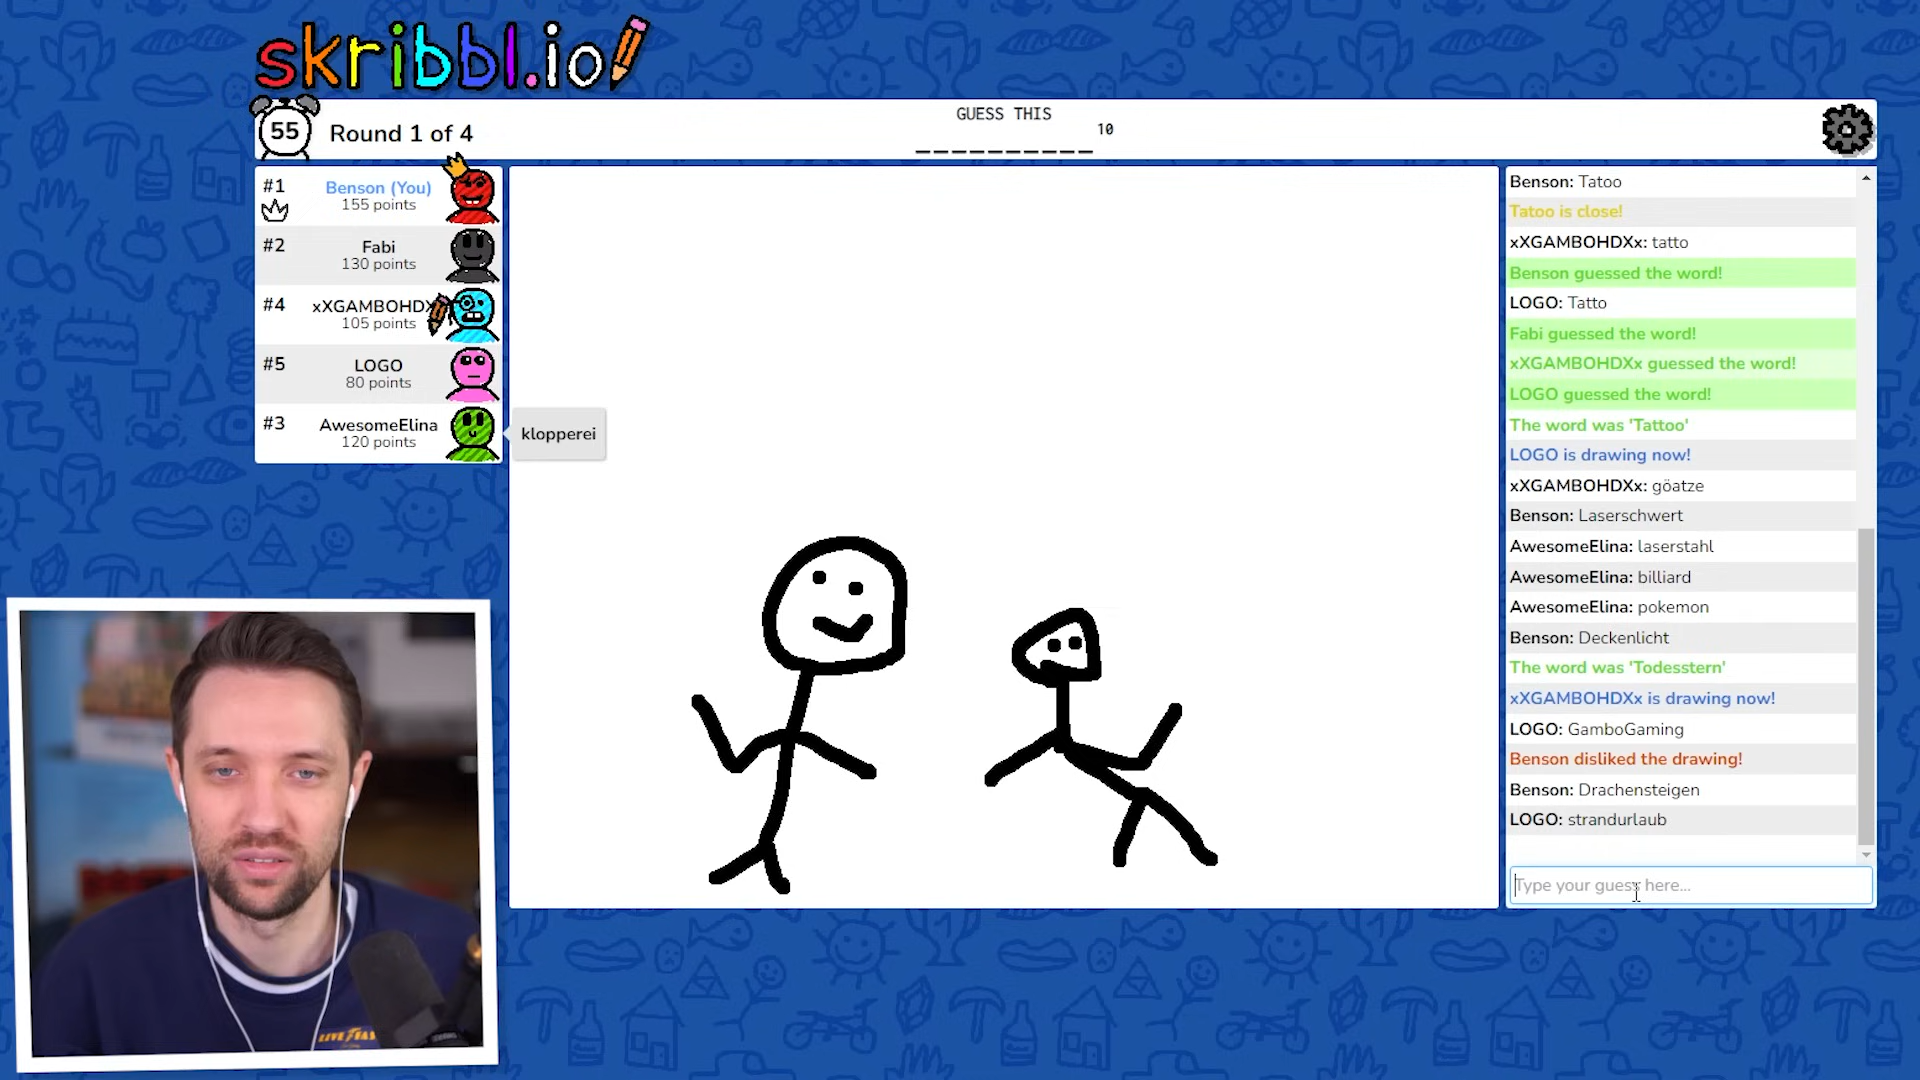 skribbl.io
55
Round 1 of 4
GUESS THIS
__________ 10
#1
Benson (You)
155 points
#2
Fabi
130 points
#4
xXGAMBOHDX
105 points
#5
LOGO
80 points
#3
AwesomeElina
120 points
klopperei
Benson: Tatoo
Tatoo is close!
xXGAMBOHDXx: tatto
Benson guessed the word!
LOGO: Tatto
Fabi guessed the word!
xXGAMBOHDXx guessed the word!
LOGO guessed the word!
The word was 'Tattoo'
LOGO is drawing now!
xXGAMBOHDXx: göatze
Benson: Laserschwert
AwesomeElina: laserstahl
AwesomeElina: billiard
AwesomeElina: pokemon
Benson: Deckenlicht
The word was 'Todesstern'
xXGAMBOHDXx is drawing now!
LOGO: GamboGaming
Benson disliked the drawing!
Benson: Drachensteigen
LOGO: strandurlaub
Type your guess here...